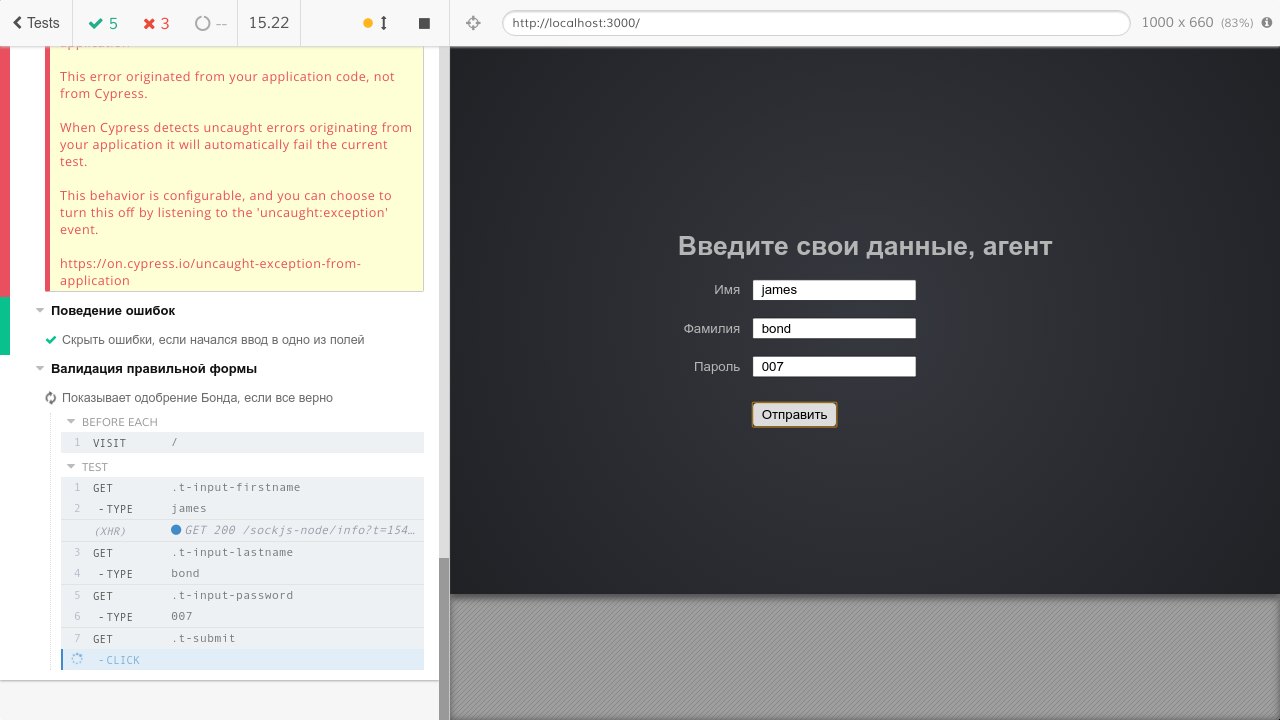 Tests
5
3
--
15.22
http://localhost:3000/
1000 x 660 (83%)
application
This error originated from your application code, not
from Cypress.
When Cypress detects uncaught errors originating from
your application it will automatically fail the current
test.
This behavior is configurable, and you can choose to
turn this off by listening to the 'uncaught:exception'
event.
https://on.cypress.io/uncaught-exception-from-
application
Поведение ошибок
Скрыть ошибки, если начался ввод в одно из полей
Валидация правильной формы
Показывает одобрение Бонда, если все верно
BEFORE EACH
1 VISIT /
TEST
1 GET .t-input-firstname
2 -TYPE james
(XHR) GET 200 /sockjs-node/info?t=154…
3 GET .t-input-lastname
4 -TYPE bond
5 GET .t-input-password
6 -TYPE 007
7 GET .t-submit
-CLICK
Введите свои данные, агент
Имя james
Фамилия bond
Пароль 007
Отправить